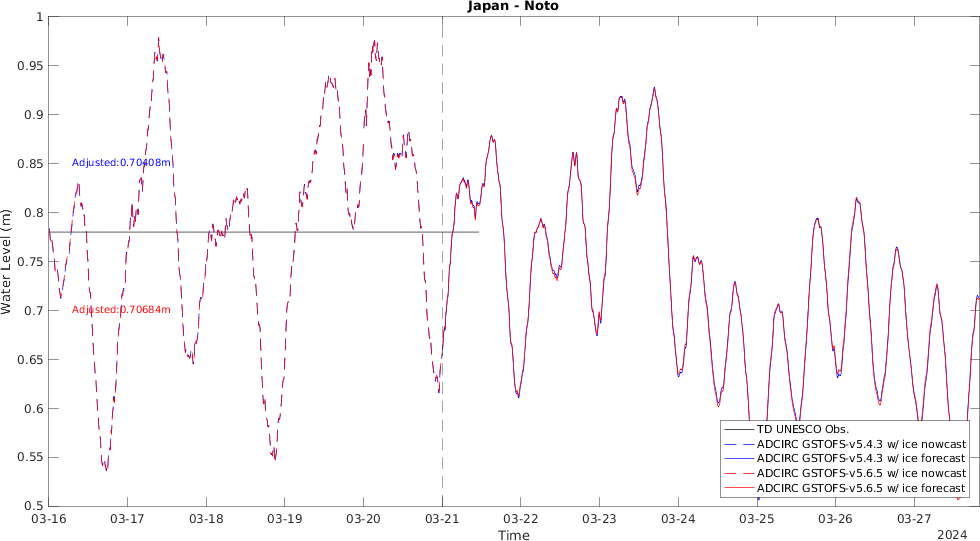 Japan - Noto
1
0.95
0.9
0.85
0.8
0.75
0.7
0.65
0.6
0.55
0.5
Water Level (m)
Adjusted:0.70408m
Adjusted:0.70684m
TD UNESCO Obs.
ADCIRC GSTOFS-v5.4.3 w/ ice nowcast
ADCIRC GSTOFS-v5.4.3 w/ ice forecast
ADCIRC GSTOFS-v5.6.5 w/ ice nowcast
ADCIRC GSTOFS-v5.6.5 w/ ice forecast
03-16 03-17 03-18 03-19 03-20 03-21 03-22 03-23 03-24 03-25 03-26 03-27
Time
2024